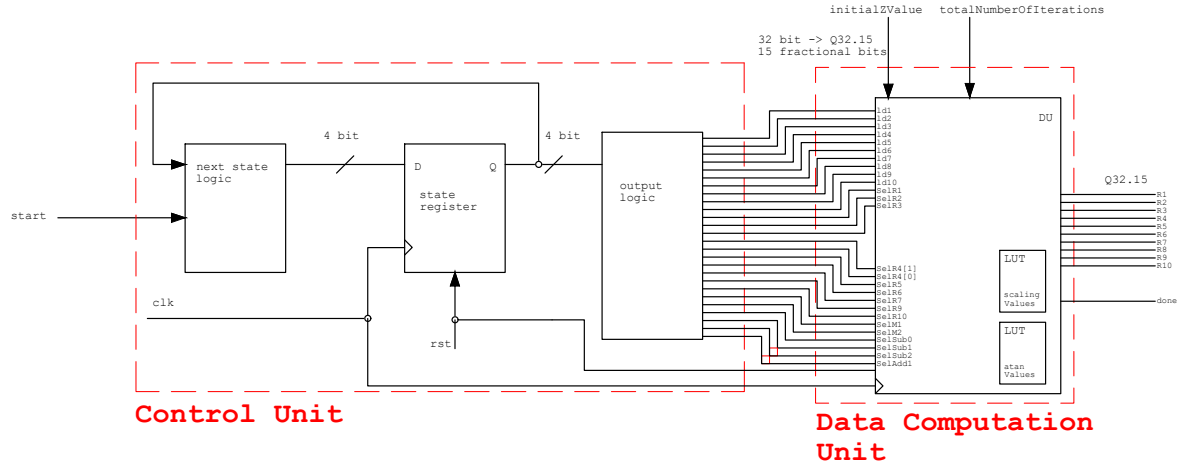 initialZValue totalNumberOfIterations
32 bit -> Q32.15
15 fractional bits
DU
ld1
ld2
ld3
ld4
ld5
ld6
ld7
ld8
ld9
ld10
SelR1
SelR2
SelR3
SelR4[1]
SelR4[0]
SelR5
SelR6
SelR7
SelR9
SelR10
SelM1
SelM2
SelSub0
SelSub1
SelSub2
SelAdd1
4 bit
4 bit
next state
logic
D
Q
state
register
output
logic
start
clk
rst
Q32.15
R1
R2
R3
R4
R5
R6
R7
R8
R9
R10
done
LUT
scaling
Values
LUT
atan
Values
Control Unit
Data Computation
Unit